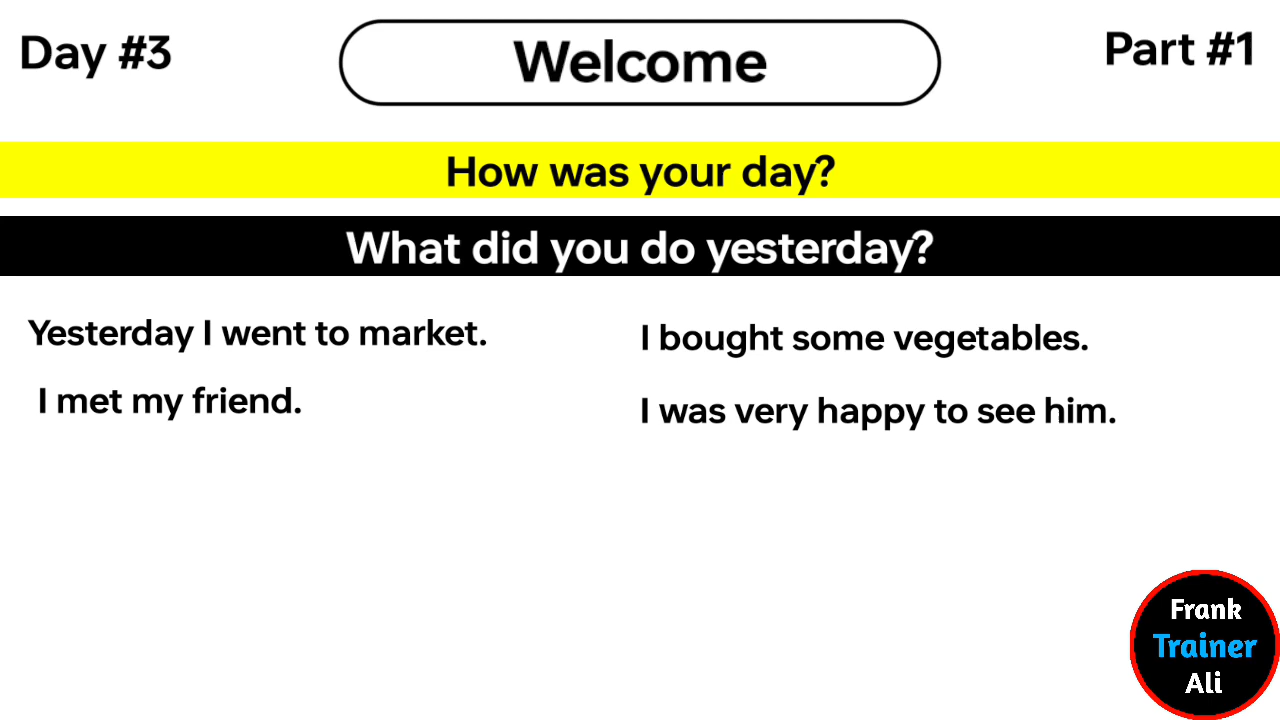 Day #3
Welcome
Part #1
How was your day?
What did you do yesterday?
Yesterday I went to market.
I bought some vegetables.
I met my friend.
I was very happy to see him.
Frank
Trainer
Ali